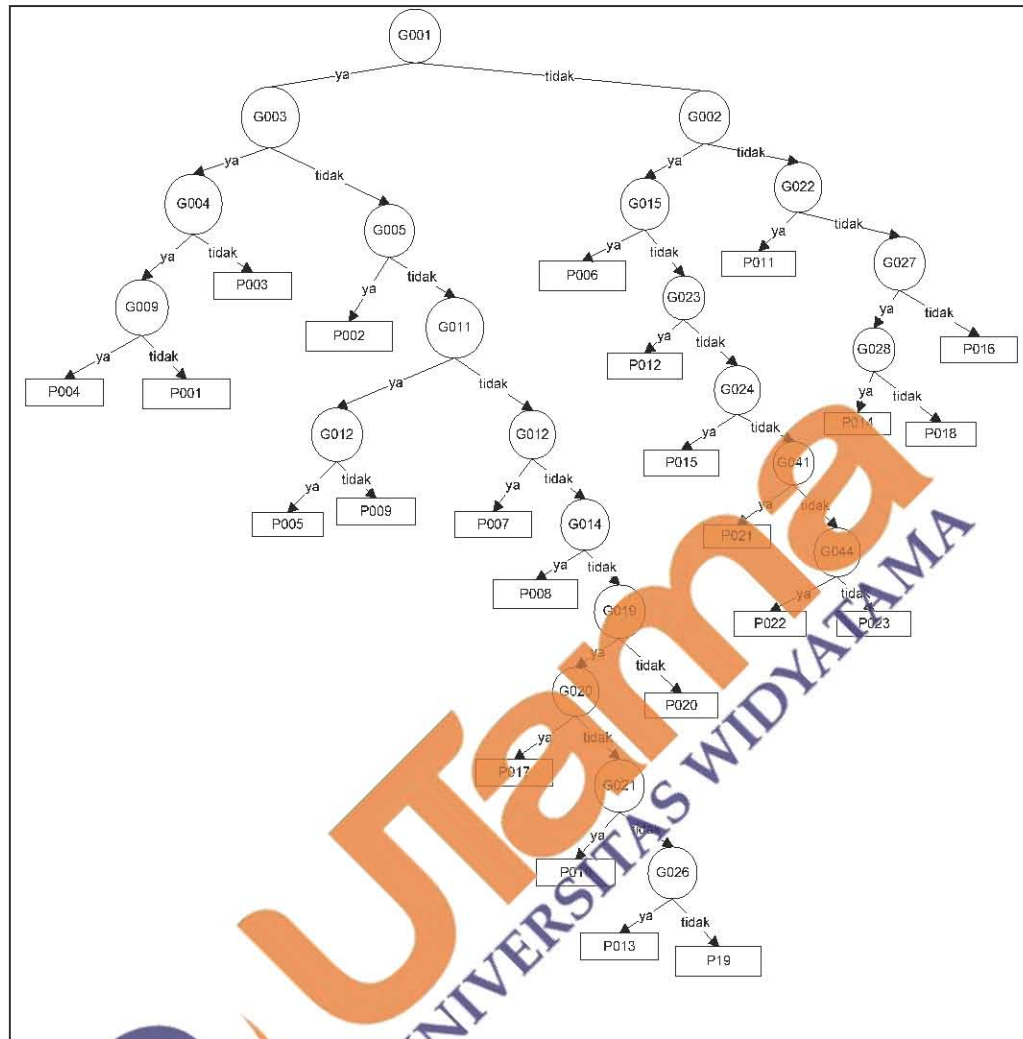 G001
ya tidak
G003 G002
ya tidak ya tidak
G004 G015 G022
G005
ya tidak ya tidak ya tidak
P003 P006 P011 G027
G009 ya tidak G023 ya tidak
P002 G011 ya tidak G028 P016
ya tidak P012
P004 P001 ya tidak G024 ya tidak
G012 G012 ya tidak P014 P018
P015 G041
ya tidak ya tidak ya tidak
P005 P009 P007 G014 P021 G044
ya tidak ya tidak
P008 G019 P022 P023
ya tidak
G020 P020
ya tidak
P017 G021
ya tidak
G026
ya tidak
P013 P19
UTama
UNIVERSITAS WIDYATAMA